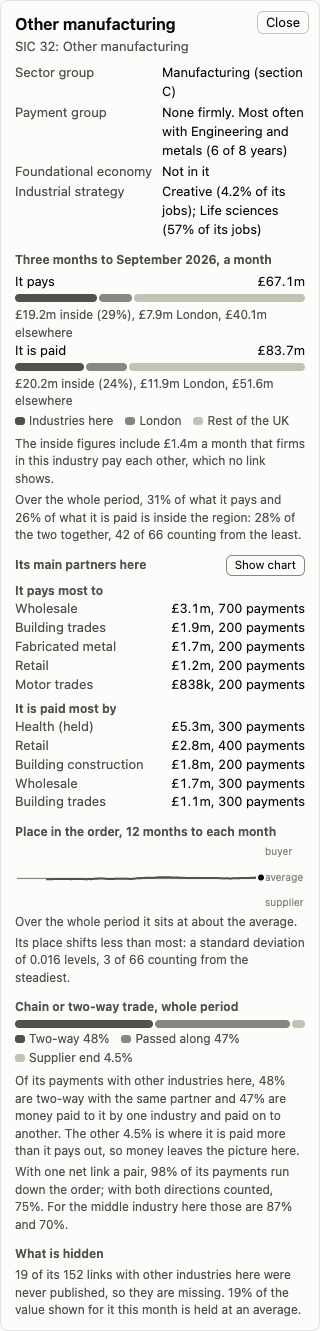 Other manufacturing
Close
SIC 32: Other manufacturing
Sector group Manufacturing (section
C)
Payment group None firmly. Most often
with Engineering and
metals (6 of 8 years)
Foundational economy Not in it
Industrial strategy Creative (4.2% of its
jobs); Life sciences
(57% of its jobs)
Three months to September 2026, a month
It pays £67.1m
£19.2m inside (29%), £7.9m London, £40.1m
elsewhere
It is paid £83.7m
£20.2m inside (24%), £11.9m London, £51.6m
elsewhere
Industries here London Rest of the UK
The inside figures include £1.4m a month that firms
in this industry pay each other, which no link
shows.
Over the whole period, 31% of what it pays and
26% of what it is paid is inside the region: 28% of
the two together, 42 of 66 counting from the least.
Its main partners here Show chart
It pays most to
Wholesale £3.1m, 700 payments
Building trades £1.9m, 200 payments
Fabricated metal £1.7m, 200 payments
Retail £1.2m, 200 payments
Motor trades £838k, 200 payments
It is paid most by
Health (held) £5.3m, 300 payments
Retail £2.8m, 400 payments
Building construction £1.8m, 200 payments
Wholesale £1.7m, 300 payments
Building trades £1.1m, 300 payments
Place in the order, 12 months to each month
buyer
average
supplier
Over the whole period it sits at about the average.
Its place shifts less than most: a standard deviation
of 0.016 levels, 3 of 66 counting from the
steadiest.
Chain or two-way trade, whole period
Two-way 48% Passed along 47%
Supplier end 4.5%
Of its payments with other industries here, 48%
are two-way with the same partner and 47% are
money paid to it by one industry and paid on to
another. The other 4.5% is where it is paid more
than it pays out, so money leaves the picture here.
With one net link a pair, 98% of its payments run
down the order; with both directions counted,
75%. For the middle industry here those are 87%
and 70%.
What is hidden
19 of its 152 links with other industries here were
never published, so they are missing. 19% of the
value shown for it this month is held at an average.